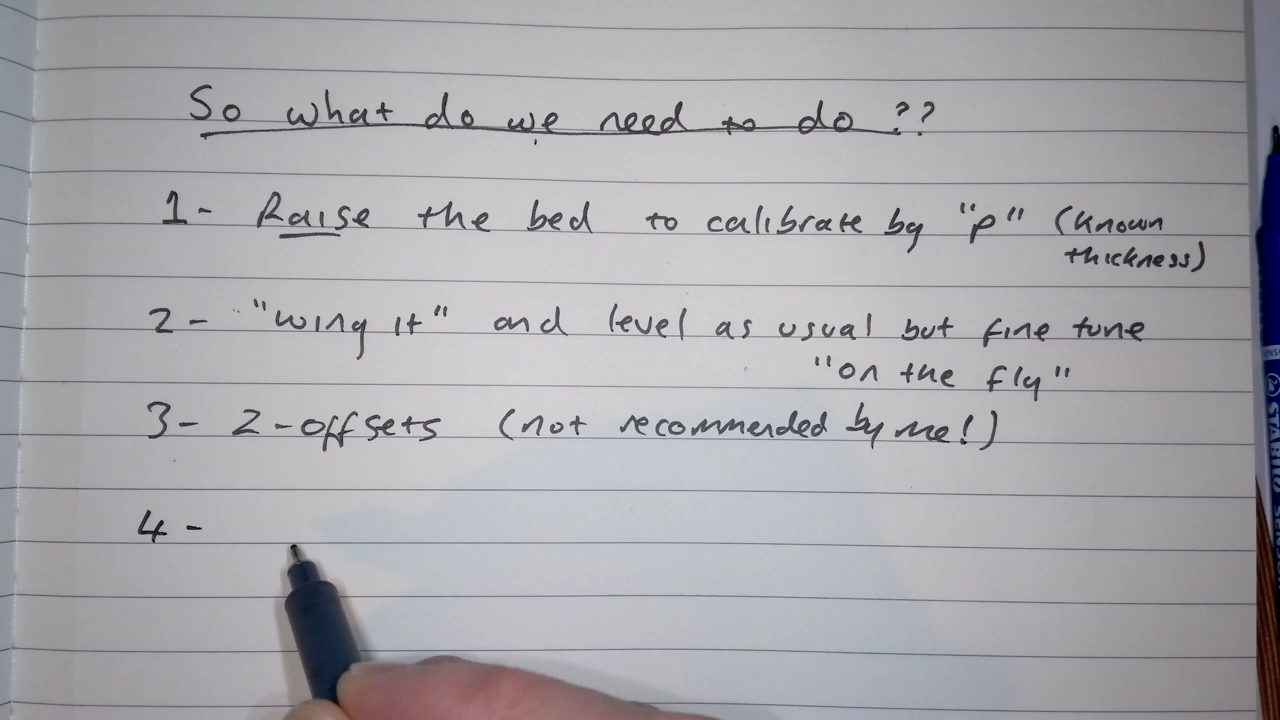 So what do we need to do ??
1- Raise the bed to calibrate by "p" (known
thickness)
2- "wing it" and level as usual but fine tune
"on the fly"
3- Z-offsets (not recommended by me!)
4-
STABILO